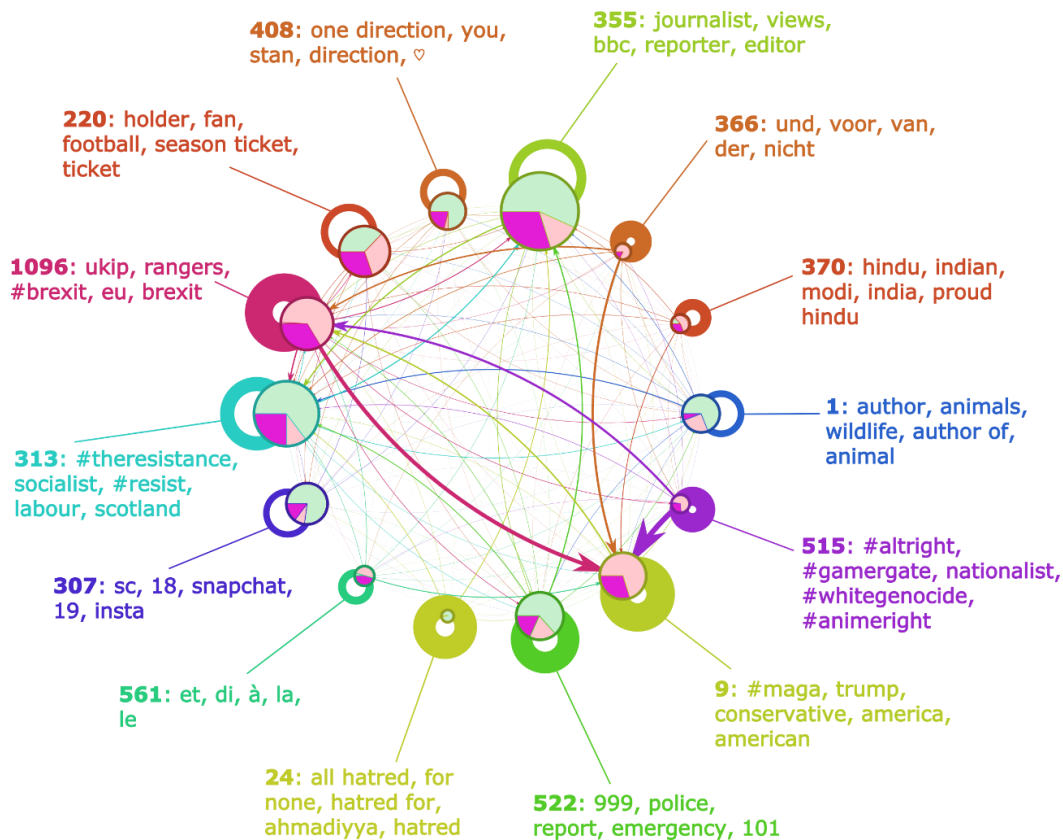 408: one direction, you,
stan, direction, ♡
355: journalist, views,
bbc, reporter, editor
220: holder, fan,
football, season ticket,
ticket
366: und, voor, van,
der, nicht
1096: ukip, rangers,
#brexit, eu, brexit
370: hindu, indian,
modi, india, proud
hindu
1: author, animals,
wildlife, author of,
animal
313: #theresistance,
socialist, #resist,
labour, scotland
515: #altright,
#gamergate, nationalist,
#whitegenocide,
#animeright
307: sc, 18, snapchat,
19, insta
561: et, di, à, la,
le
9: #maga, trump,
conservative, america,
american
24: all hatred, for
none, hatred for,
ahmadiyya, hatred
522: 999, police,
report, emergency, 101